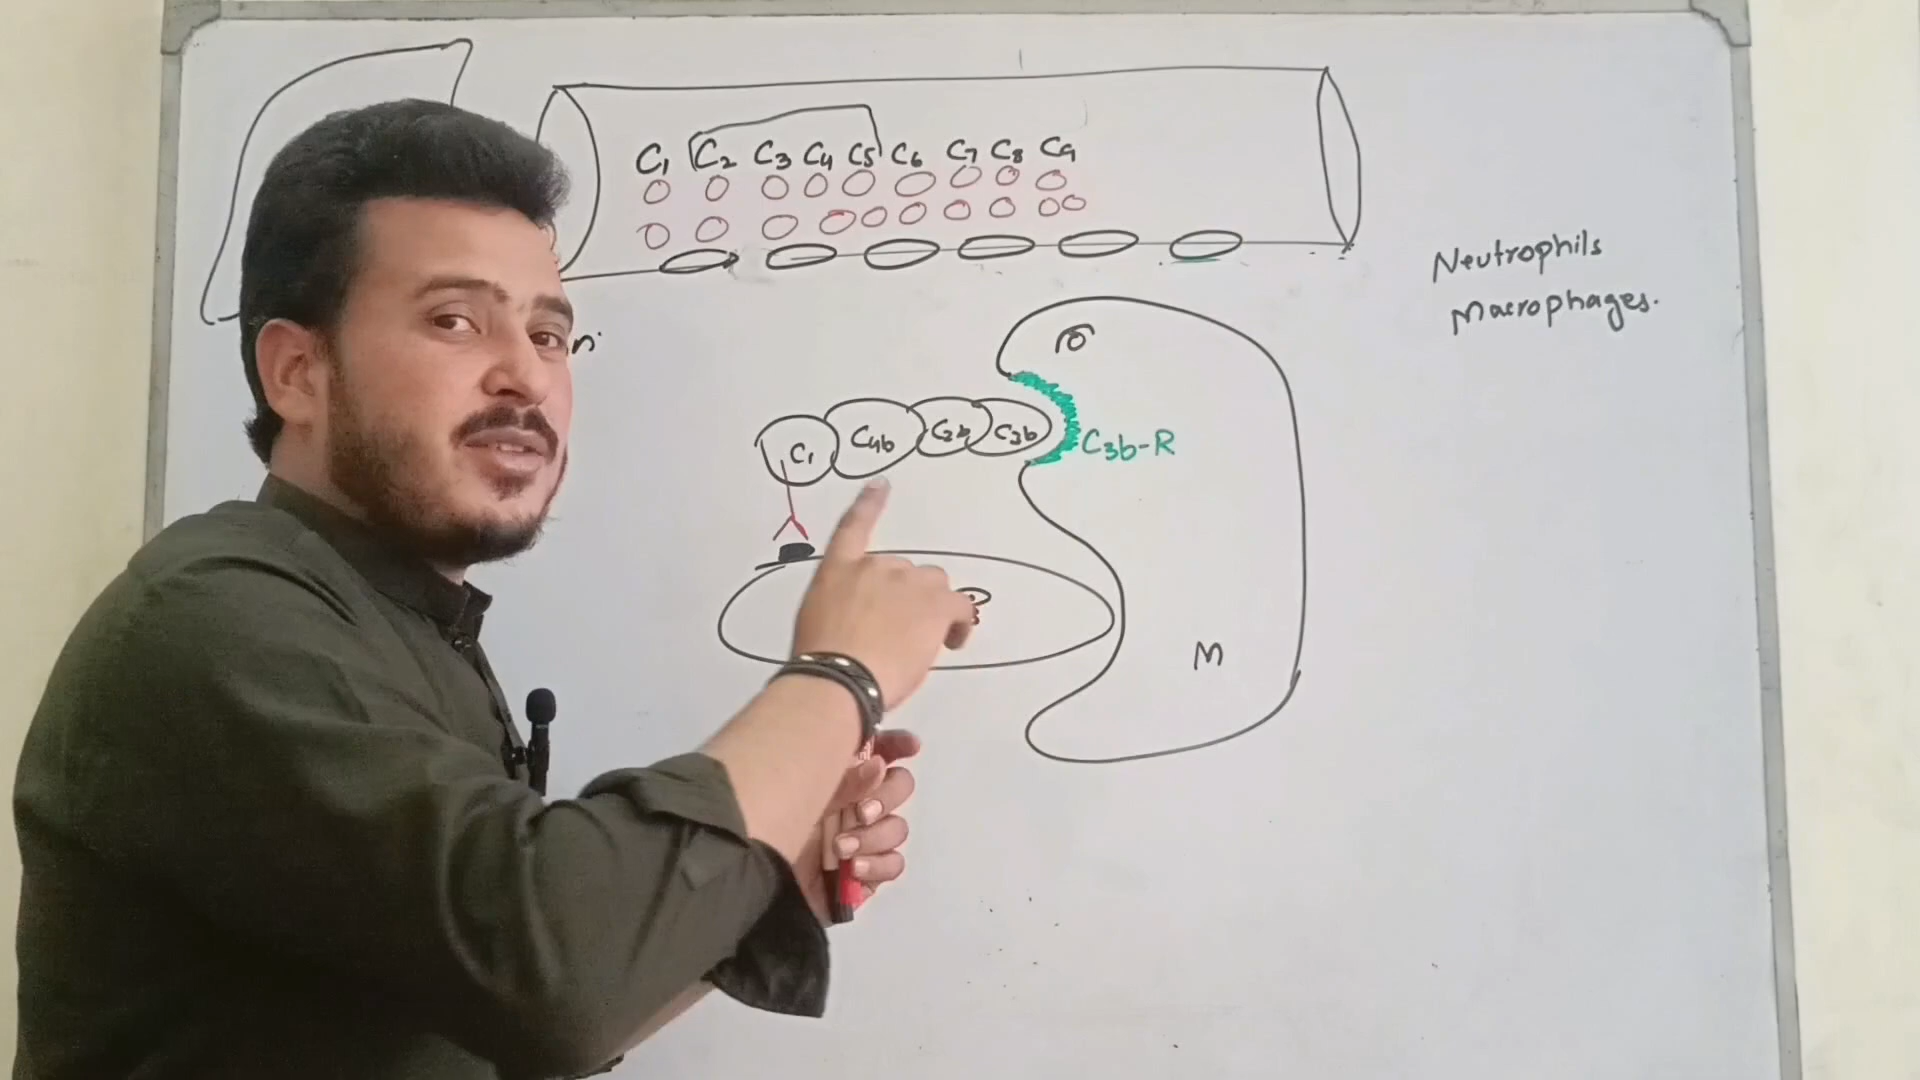 C1 C2 C3 C4 C5 C6 C7 C8 C9
Neutrophils
Macrophages.
C1 C4b C2b C3b
C3b-R
M